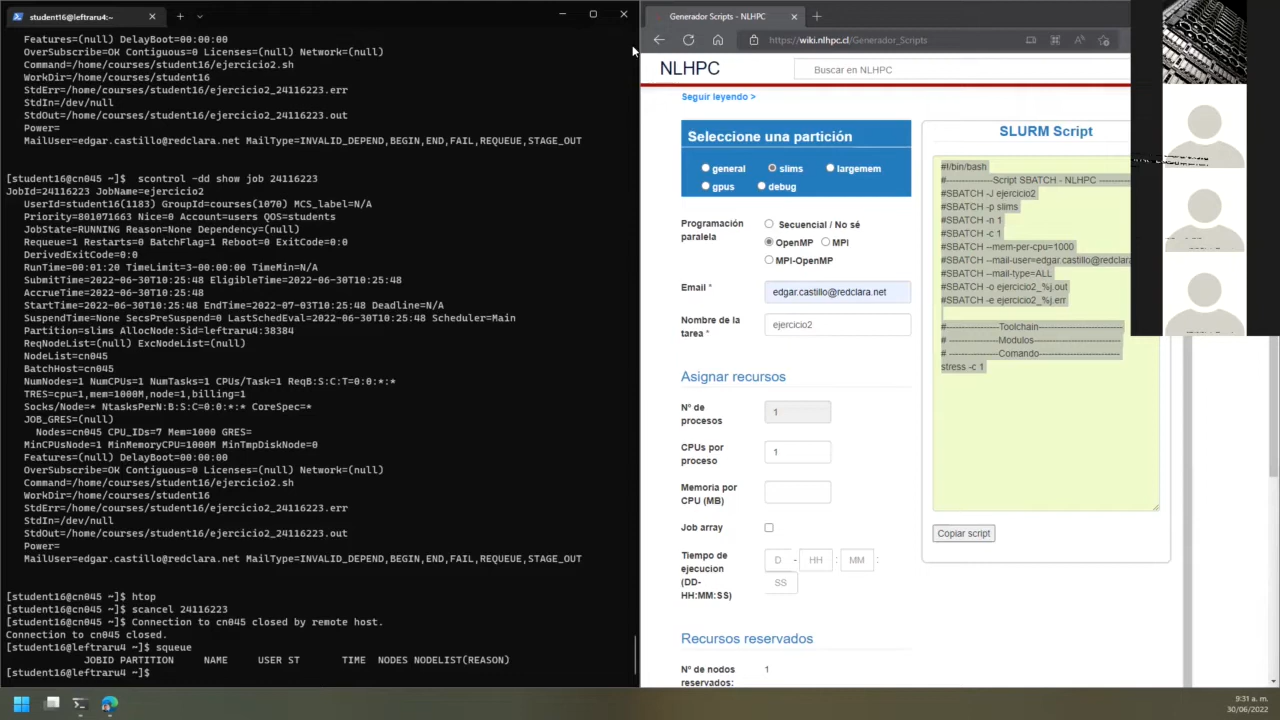 student16@leftraru4:~
Features=(null) DelayBoot=00:00:00
OverSubscribe=OK Contiguous=0 Licenses=(null) Network=(null)
Command=/home/courses/student16/ejercicio2.sh
WorkDir=/home/courses/student16
StdErr=/home/courses/student16/ejercicio2_24116223.err
StdIn=/dev/null
StdOut=/home/courses/student16/ejercicio2_24116223.out
Power=
MailUser=edgar.castillo@redclara.net MailType=INVALID_DEPEND,BEGIN,END,FAIL,REQUEUE,STAGE_OUT
[student16@cn045 ~]$  scontrol -dd show job 24116223
JobId=24116223 JobName=ejercicio2
UserId=student16(1183) GroupId=courses(1070) MCS_label=N/A
Priority=801071663 Nice=0 Account=users QOS=students
JobState=RUNNING Reason=None Dependency=(null)
Requeue=1 Restarts=0 BatchFlag=1 Reboot=0 ExitCode=0:0
DerivedExitCode=0:0
RunTime=00:01:20 TimeLimit=3-00:00:00 TimeMin=N/A
SubmitTime=2022-06-30T10:25:48 EligibleTime=2022-06-30T10:25:48
AccrueTime=2022-06-30T10:25:48
StartTime=2022-06-30T10:25:48 EndTime=2022-07-03T10:25:48 Deadline=N/A
SuspendTime=None SecsPreSuspend=0 LastSchedEval=2022-06-30T10:25:48 Scheduler=Main
Partition=slims AllocNode:Sid=leftraru4:38384
ReqNodeList=(null) ExcNodeList=(null)
NodeList=cn045
BatchHost=cn045
NumNodes=1 NumCPUs=1 NumTasks=1 CPUs/Task=1 ReqB:S:C:T=0:0:*:*
TRES=cpu=1,mem=1000M,node=1,billing=1
Socks/Node=* NtasksPerN:B:S:C=0:0:*:* CoreSpec=*
JOB_GRES=(null)
Nodes=cn045 CPU_IDs=7 Mem=1000 GRES=
MinCPUsNode=1 MinMemoryCPU=1000M MinTmpDiskNode=0
Features=(null) DelayBoot=00:00:00
OverSubscribe=OK Contiguous=0 Licenses=(null) Network=(null)
Command=/home/courses/student16/ejercicio2.sh
WorkDir=/home/courses/student16
StdErr=/home/courses/student16/ejercicio2_24116223.err
StdIn=/dev/null
StdOut=/home/courses/student16/ejercicio2_24116223.out
Power=
MailUser=edgar.castillo@redclara.net MailType=INVALID_DEPEND,BEGIN,END,FAIL,REQUEUE,STAGE_OUT
[student16@cn045 ~]$ htop
[student16@cn045 ~]$ scancel 24116223
[student16@cn045 ~]$ Connection to cn045 closed by remote host.
Connection to cn045 closed.
[student16@leftraru4 ~]$ squeue
JOBID PARTITION NAME USER ST TIME NODES NODELIST(REASON)
[student16@leftraru4 ~]$
Generador Scripts - NLHPC
https://wiki.nlhpc.cl/Generador_Scripts
NLHPC
Buscar en NLHPC
Seguir leyendo >
Seleccione una partición
general slims largemem
gpus debug
Programación paralela
Secuencial / No sé
OpenMP MPI
MPI-OpenMP
Email *
edgar.castillo@redclara.net
Nombre de la tarea *
ejercicio2
Asignar recursos
Nº de procesos
1
CPUs por proceso
1
Memoria por CPU (MB)
Job array
Tiempo de ejecucion (DD-HH:MM:SS)
D - HH : MM :
SS
Recursos reservados
Nº de nodos reservados:
1
SLURM Script
#!/bin/bash
#---------------Script SBATCH - NLHPC ----------------
#SBATCH -J ejercicio2
#SBATCH -p slims
#SBATCH -n 1
#SBATCH -c 1
#SBATCH --mem-per-cpu=1000
#SBATCH --mail-user=edgar.castillo@redclara
#SBATCH --mail-type=ALL
#SBATCH -o ejercicio2_%j.out
#SBATCH -e ejercicio2_%j.err
#-----------------Toolchain---------------------------
# ----------------Modulos----------------------------
# ----------------Comando--------------------------
stress -c 1
Copiar script
9:31 a. m.
30/06/2022